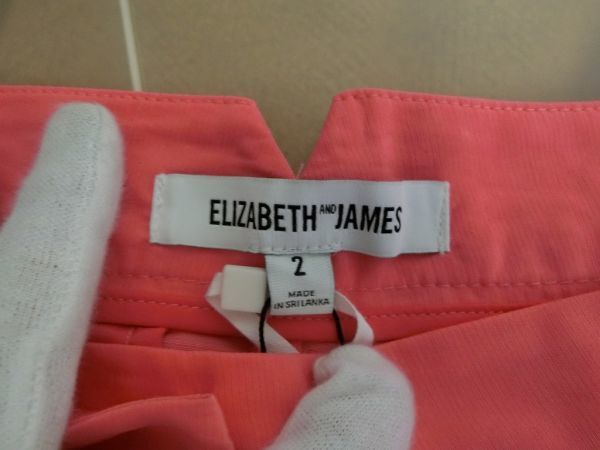 ELIZABETH AND JAMES
2
MADE
IN SRI LANKA